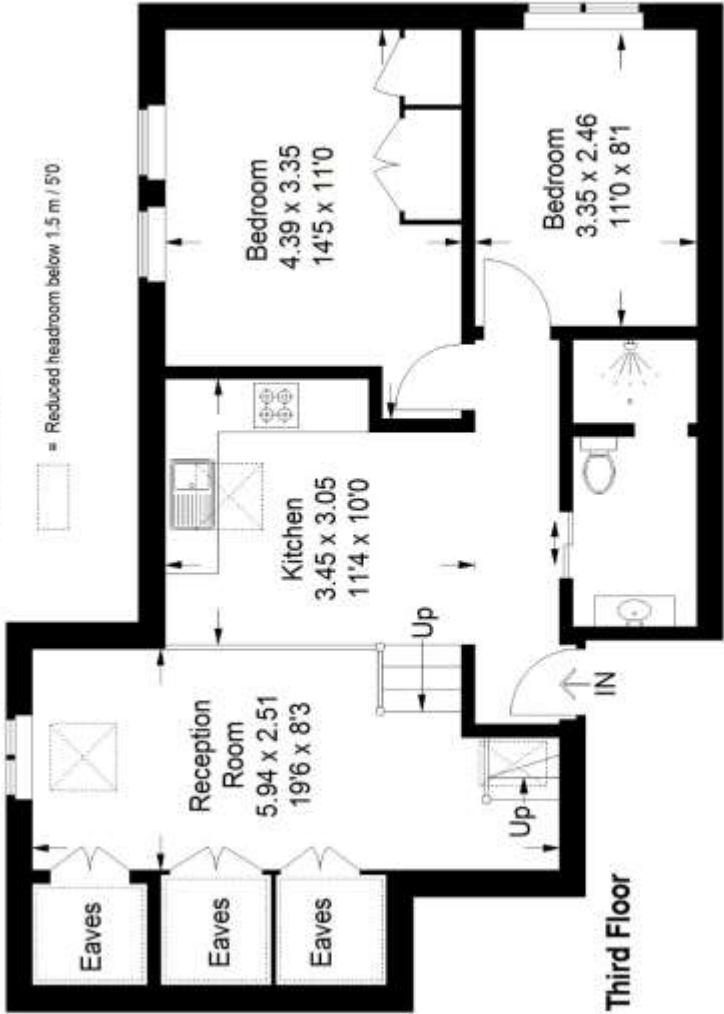 = Reduced headroom below 1.5 m / 5'0
Eaves
Eaves
Eaves
Reception
Room
5.94 x 2.51
19'6 x 8'3
Kitchen
3.45 x 3.05
11'4 x 10'0
Bedroom
4.39 x 3.35
14'5 x 11'0
Up
Up
Bedroom
3.35 x 2.46
11'0 x 8'1
IN
Third Floor